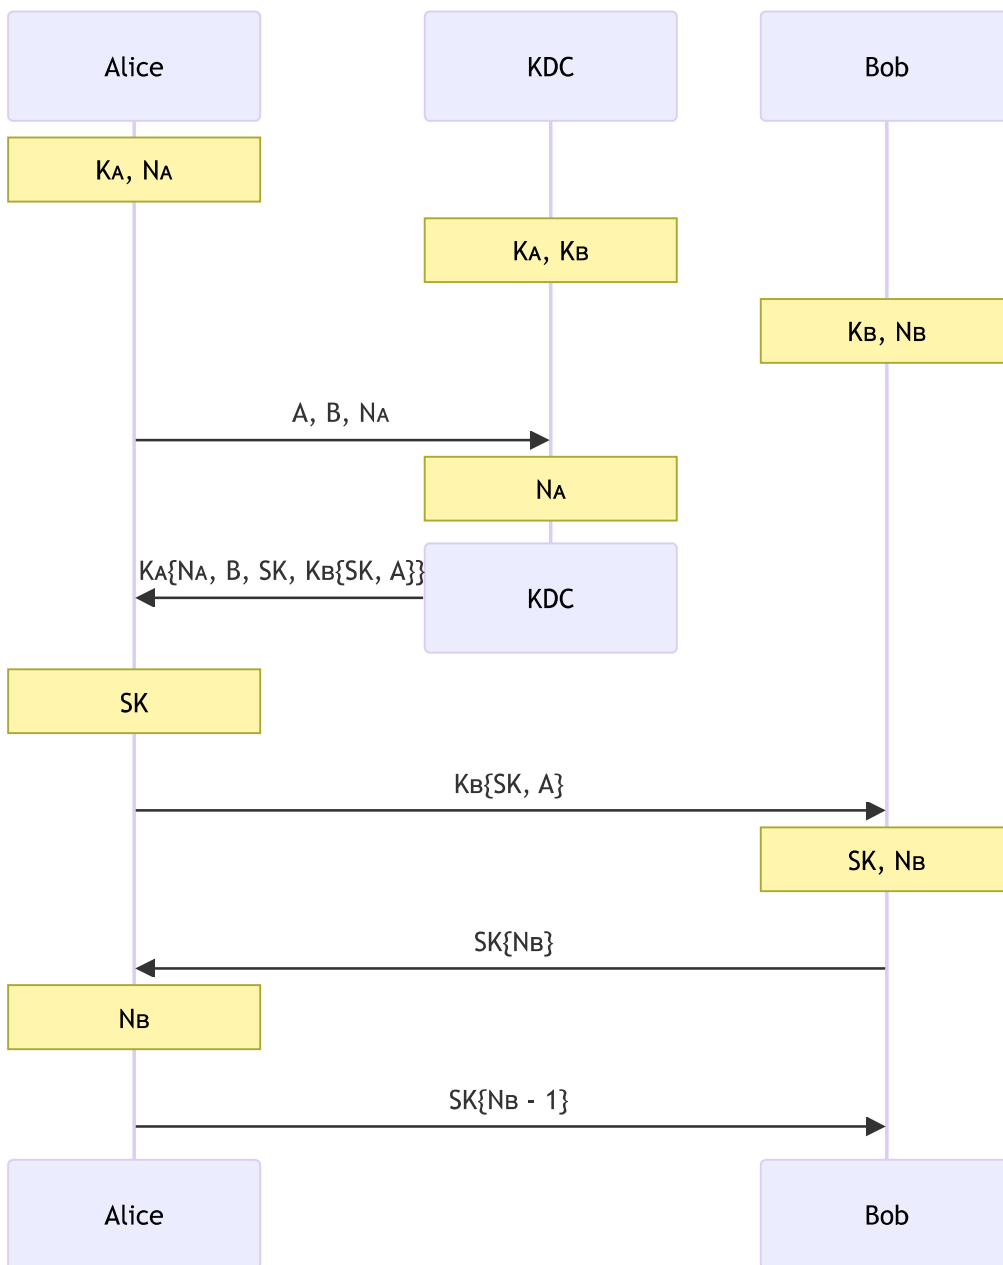 Alice
KDC
Bob
Kᴀ, Nᴀ
Kᴀ, Kʙ
Kʙ, Nʙ
A, B, Nᴀ
Nᴀ
Kᴀ{Nᴀ, B, SK, Kʙ{SK, A}}
KDC
SK
Kʙ{SK, A}
SK, Nʙ
SK{Nʙ}
Nʙ
SK{Nʙ - 1}
Alice
Bob